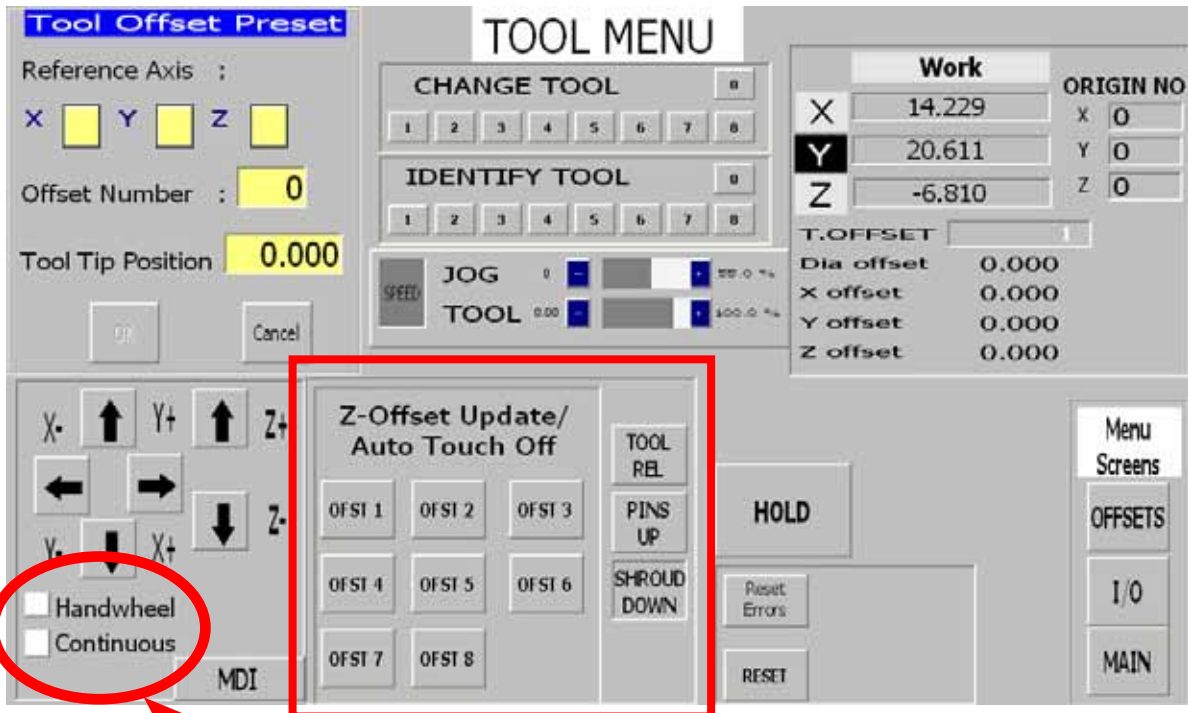 Tool Offset Preset
Reference Axis :
X Y Z
Offset Number : 0
Tool Tip Position 0.000
Cancel
TOOL MENU
CHANGE TOOL
1 2 3 4 5 6 7 8
IDENTIFY TOOL
1 2 3 4 5 6 7 8
SPEED
JOG 0 - +
TOOL 0.00 - + 100.0 %
Work
ORIGIN NO
X 14.229 X 0
Y 20.611 Y 0
Z -6.810 Z 0
T.OFFSET 1
Dia offset 0.000
X offset 0.000
Y offset 0.000
Z offset 0.000
X- Y+ Z+
Z-
Y- X+
Handwheel
Continuous
MDI
Z-Offset Update/
Auto Touch Off
OFST 1 OFST 2 OFST 3
OFST 4 OFST 5 OFST 6
OFST 7 OFST 8
TOOL
REL
PINS
UP
SHROUD
DOWN
HOLD
Reset
Errors
RESET
Menu
Screens
OFFSETS
I/O
MAIN